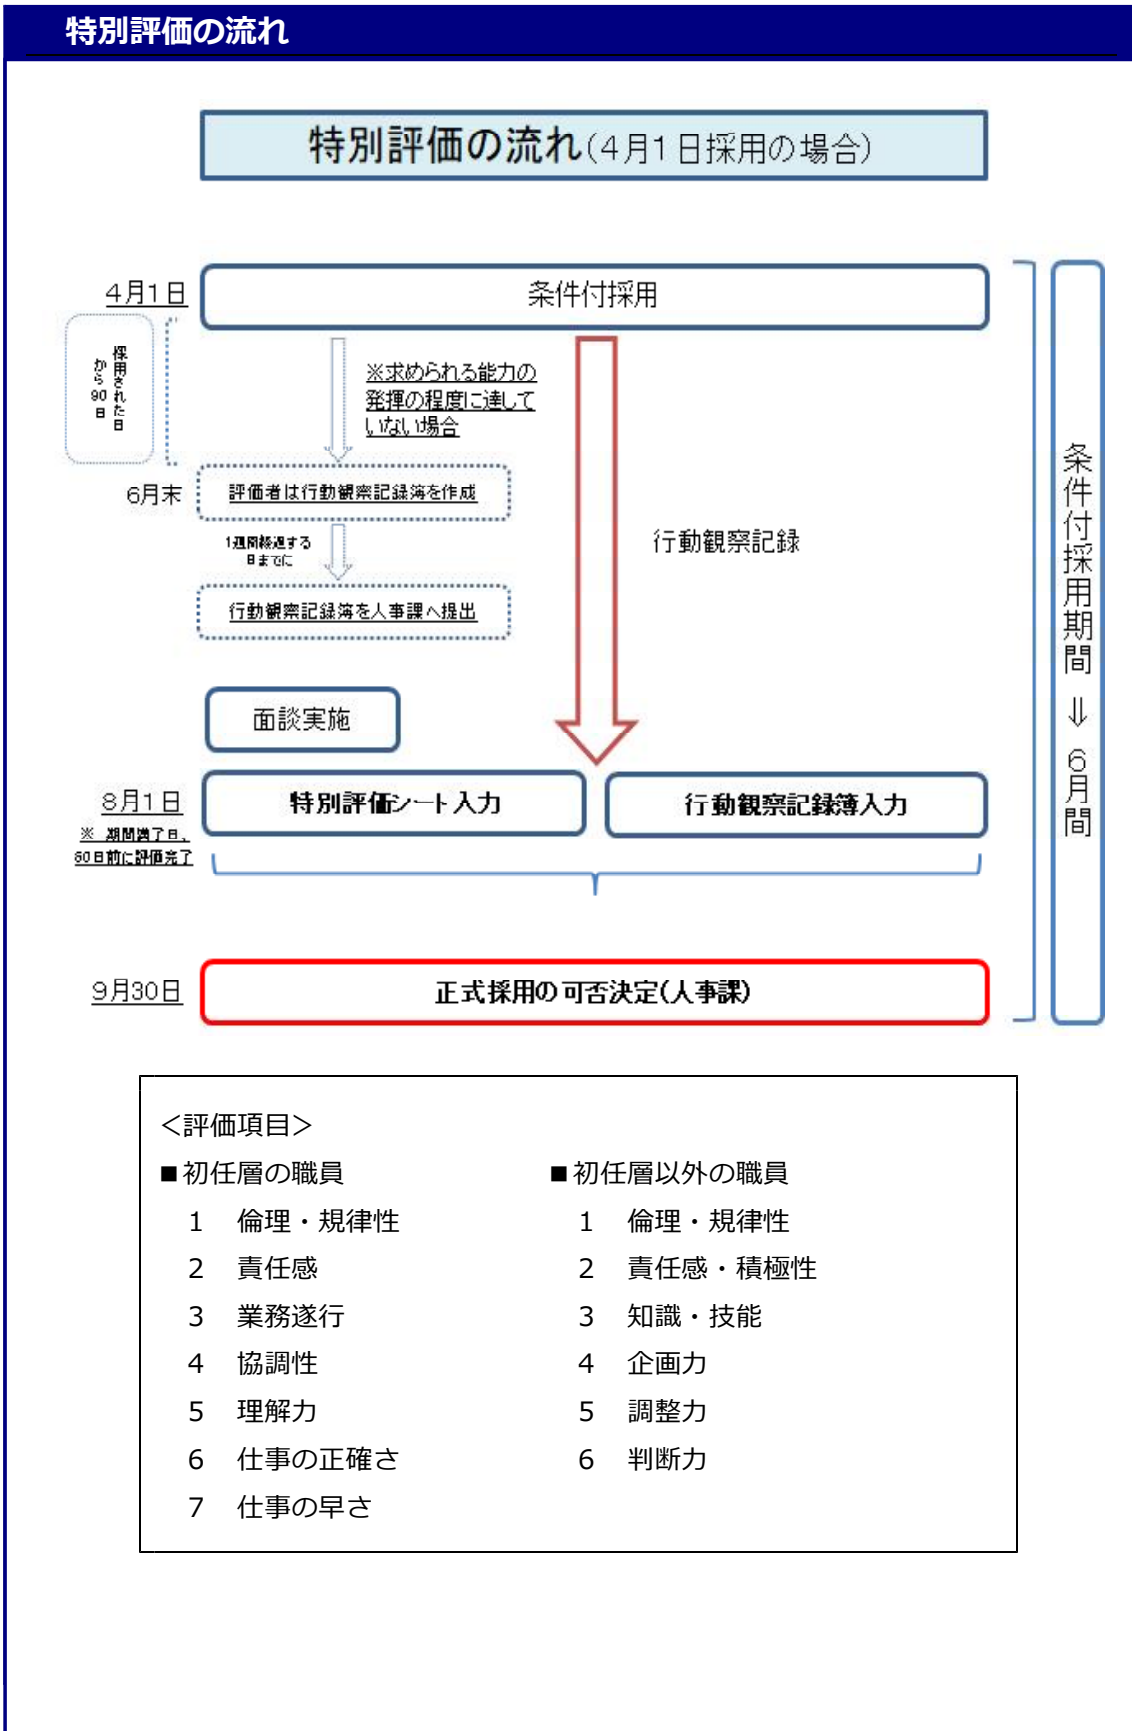 特別評価の流れ
特別評価の流れ(4月1日採用の場合)
4月1日
条件付採用
採用された日
から90日
※求められる能力の
発揮の程度に達して
いない場合
6月末
評価者は行動観察記録簿を作成
1週間経過する
日までに
行動観察記録簿を人事課へ提出
行動観察記録
面談実施
8月1日
※ 期間満了日、
60日前に評価完了
特別評価シート入力
行動観察記録簿入力
9月30日
正式採用の可否決定(人事課)
条件付採用期間 ⇒ 6月間
＜評価項目＞
■初任層の職員
1 倫理・規律性
2 責任感
3 業務遂行
4 協調性
5 理解力
6 仕事の正確さ
7 仕事の早さ
■初任層以外の職員
1 倫理・規律性
2 責任感・積極性
3 知識・技能
4 企画力
5 調整力
6 判断力